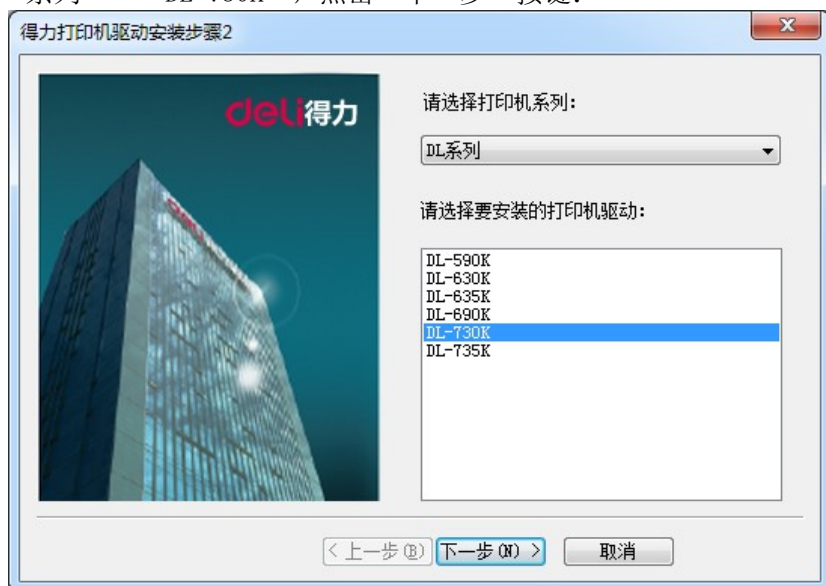 得力打印机驱动安装步骤2
deli得力
请选择打印机系列:
DL系列
请选择要安装的打印机驱动:
DL-590K
DL-630K
DL-635K
DL-690K
DL-730K
DL-735K
<上一步(B) 下一步(N) > 取消